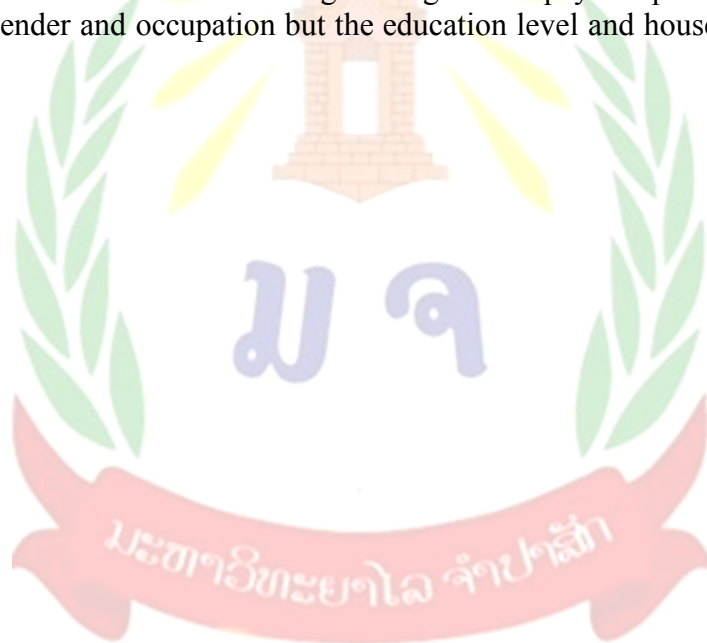 ender and occupation but the education level and house
ມ ຈ
ມະຫາວິທະຍາໄລ ຈຳປາສັກ